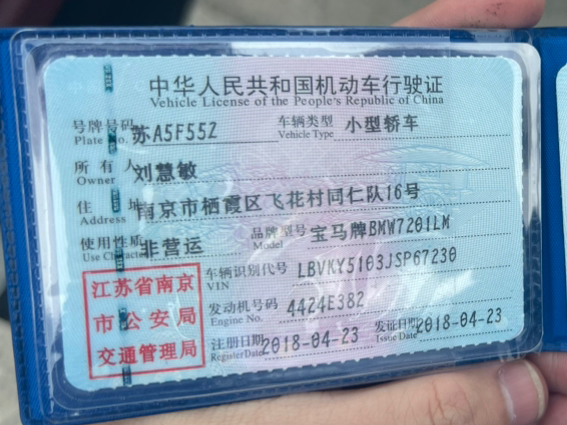 中华人民共和国机动车行驶证
Vehicle License of the People's Republic of China
号牌号码 苏A5F55Z 车辆类型 小型轿车
Plate No. Vehicle Type
所有人 刘慧敏
Owner
住址 南京市栖霞区飞花村同仁队16号
Address
使用性质 非营运 品牌型号 宝马牌BMW7201LM
Use Character Model
江苏省南京
市公安局
交通管理局
车辆识别代号 LBVKY5103JSP67230
VIN
发动机号码 4424E382
Engine No.
注册日期 2018-04-23 发证日期 2018-04-23
Register Date Issue Date